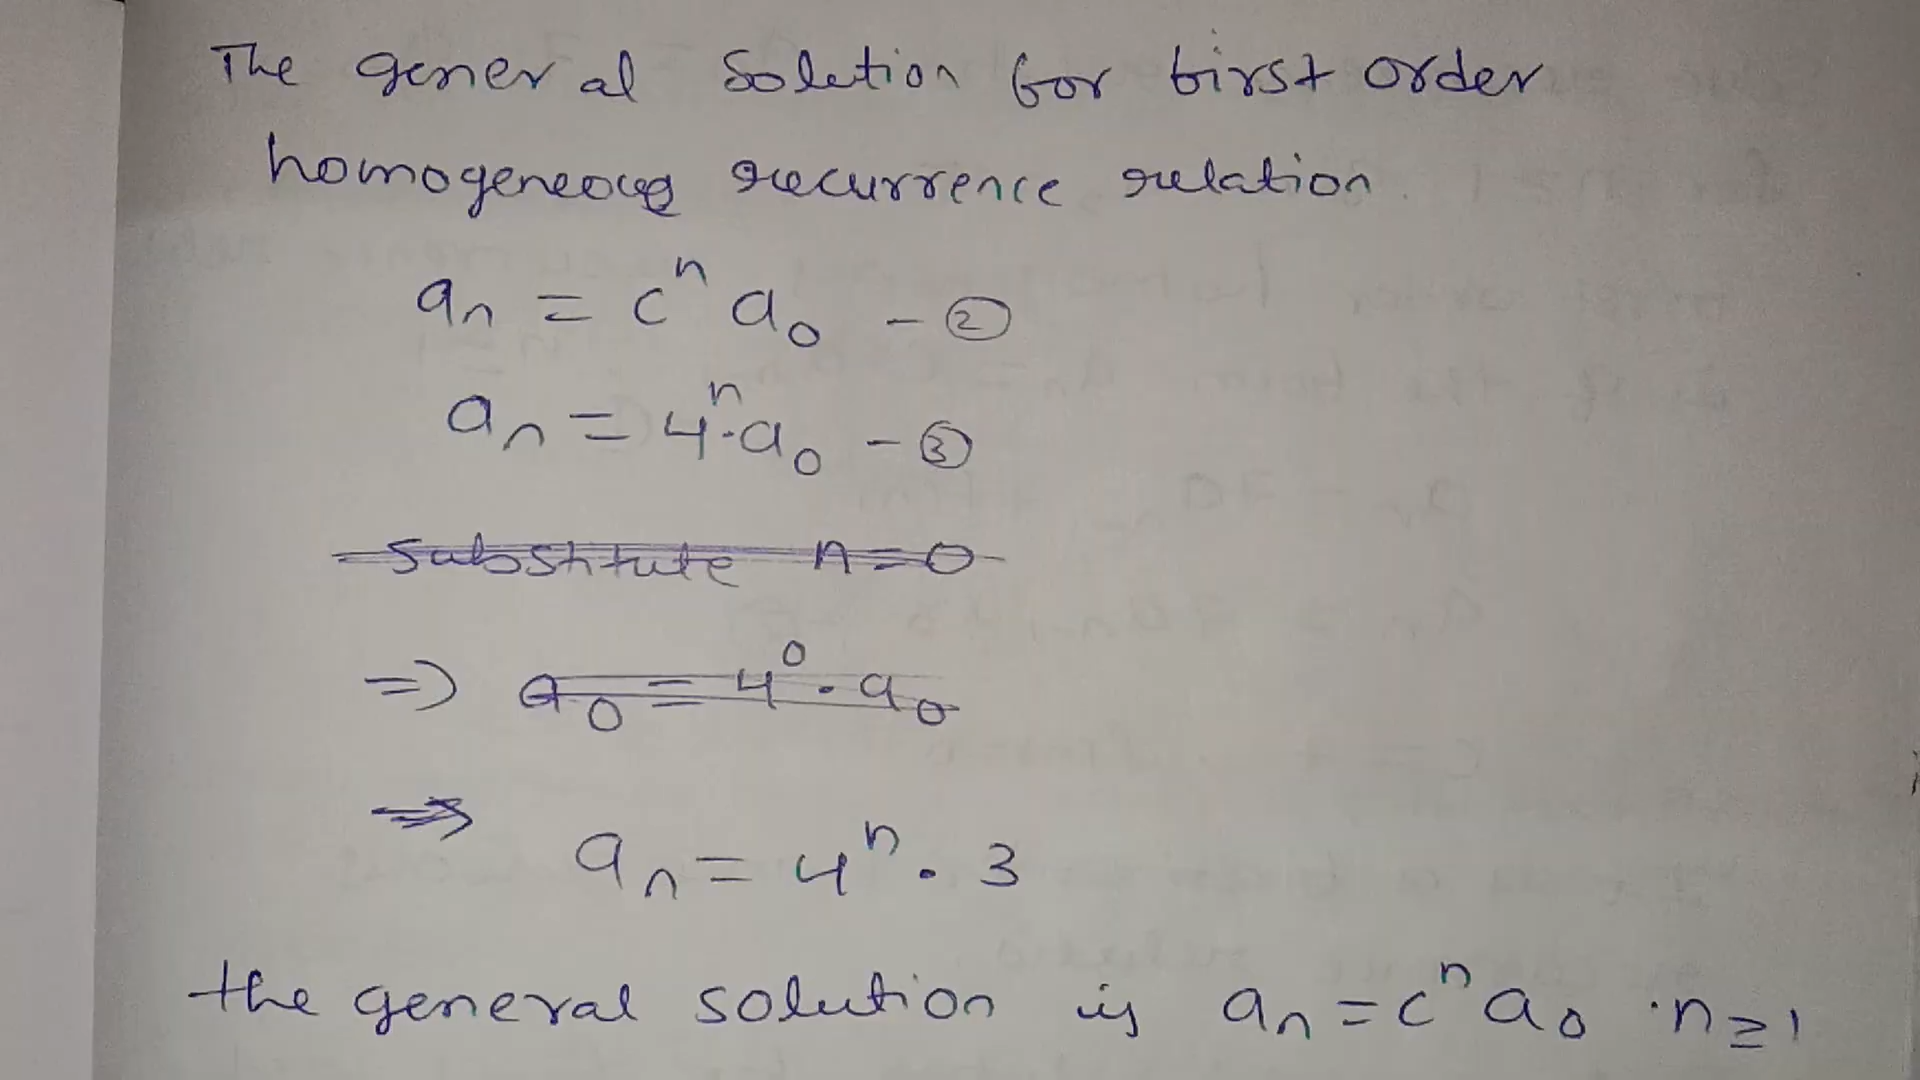 The general solution for first order
homogeneous recurrence relation
aₙ = cⁿ a₀ - ②
aₙ = 4ⁿ·a₀ - ③
substitute n=0
=> a₀ = 4⁰ · a₀
=> aₙ = 4ⁿ · 3
the general solution is aₙ = cⁿ a₀ · n ≥ 1